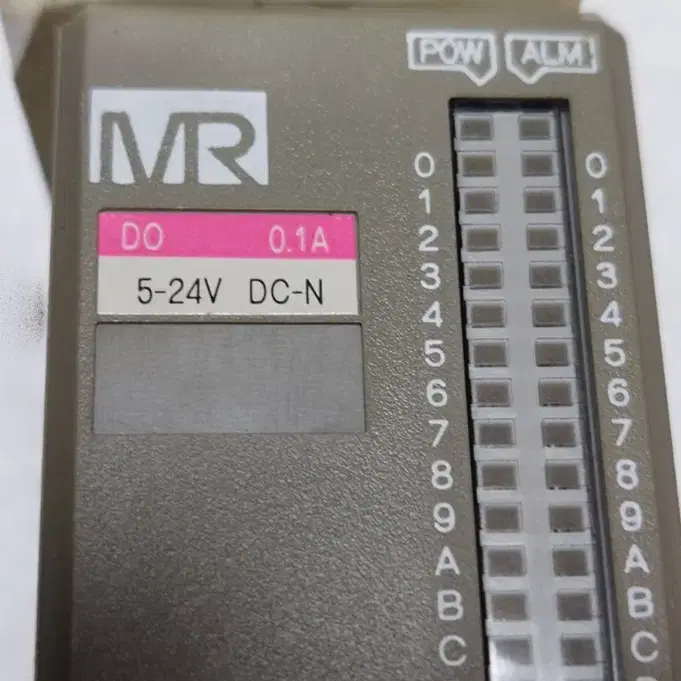 POW ALM
MR
DO 0.1A
5-24V DC-N
0 0
1 1
2 2
3 3
4 4
5 5
6 6
7 7
8 8
9 9
A A
B B
C C